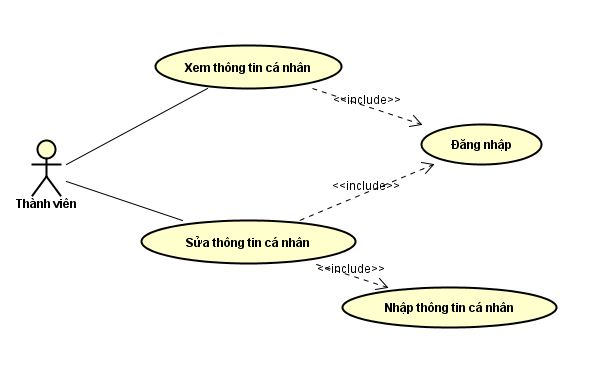 Xem thông tin cá nhân
<<include>>
Đăng nhập
Thành viên
<<include>>
Sửa thông tin cá nhân
<<include>>
Nhập thông tin cá nhân